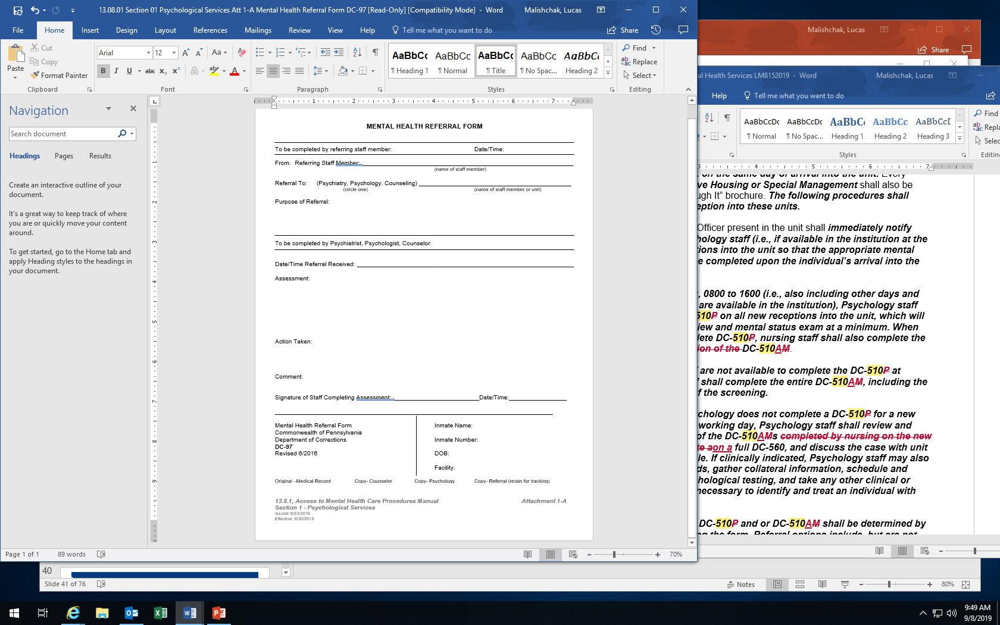 13.08.01 Section 01 Psychological Services Att 1-A Mental Health Referral Form DC-97 [Read-Only] [Compatibility Mode] - Word
Malishchak, Lucas
File Home Insert Design Layout References Mailings Review View Help Tell me what you want to do Share
Cut
Copy
Format Painter
Paste
Clipboard
Arial 12
Font
Paragraph
AaBbCc AaBbCc AaBbCc AaBbCc AaBbCc
¶ Heading 1 ¶ Normal ¶ Title ¶ No Spac... Heading 2
Styles
Find
Replace
Select
Editing
Navigation
Search document
Headings Pages Results
Create an interactive outline of your
document.
It's a great way to keep track of where
you are or quickly move your content
around.
To get started, go to the Home tab and
apply Heading styles to the headings in
your document.
MENTAL HEALTH REFERRAL FORM
To be completed by referring staff member: Date/Time:
From: Referring Staff Member:
(name of staff member)
Referral To: (Psychiatry, Psychology, Counseling)
(circle one) (name of staff member or unit)
Purpose of Referral:
To be completed by Psychiatrist, Psychologist, Counselor:
Date/Time Referral Received:
Assessment:
Action Taken:
Comment:
Signature of Staff Completing Assessment: Date/Time:
Mental Health Referral Form
Commonwealth of Pennsylvania
Department of Corrections
DC-97
Revised 6/2016
Inmate Name:
Inmate Number:
DOB:
Facility:
Original –Medical Record Copy- Counselor Copy- Psychology Copy- Referral (retain for tracking)
13.8.1, Access to Mental Health Care Procedures Manual Attachment 1-A
Section 1 - Psychological Services
Issued: 6/23/2016
Effective: 6/30/2016
Page 1 of 1 89 words 70%
Malishchak, Lucas
Share
al Health Services LM8152019 - Word Malishchak, Lucas
Help Tell me what you want to do
AaBbCcDc AaBbCcDc AaBbCc AaBbCc AaBbCcD
¶ Normal ¶ No Spac... Heading 1 Heading 2 Heading 3
Styles
Find
Repla
Selec
Editing
on the same day of arrival into the unit. Every
ve Housing or Special Management shall also be
ugh It” brochure. The following procedures shall
eption into these units.
Officer present in the unit shall immediately notify
hology staff (i.e., if available in the institution at the
tions into the unit so that the appropriate mental
e completed upon the individual’s arrival into the
, 0800 to 1600 (i.e., also including other days and
are available in the institution), Psychology staff
510P on all new receptions into the unit, which will
iew and mental status exam at a minimum. When
lete DC-510P, nursing staff shall also complete the
ion of the DC-510AM.
are not available to complete the DC-510P at
f shall complete the entire DC-510AM, including the
f the screening.
ychology does not complete a DC-510P for a new
working day, Psychology staff shall review and
of the DC-510AMs completed by nursing on the new
te aon a full DC-560, and discuss the case with unit
le. If clinically indicated, Psychology staff may also
ds, gather collateral information, schedule and
hological testing, and take any other clinical or
necessary to identify and treat an individual with
DC-510P and or DC-510AM shall be determined by
ng the form. Referral options include, but are not
40
Slide 41 of 76 Notes 80%
9:49 AM
9/8/2019